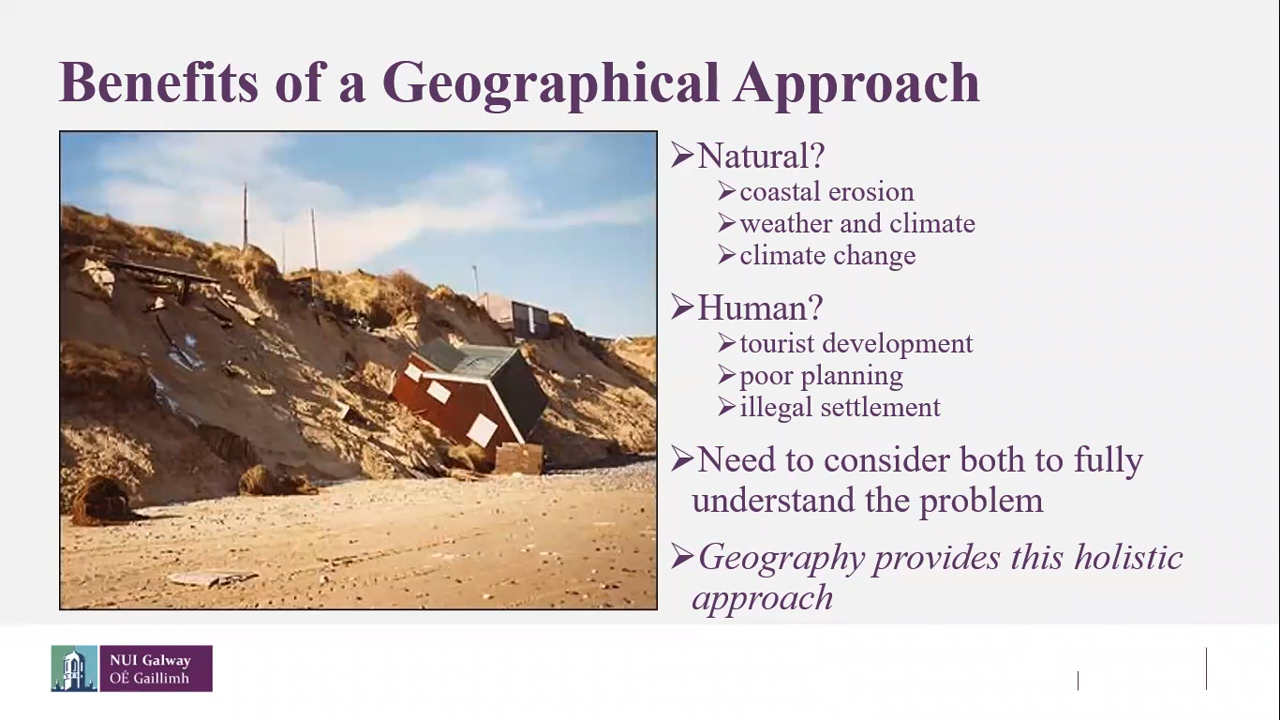 Benefits of a Geographical Approach
➢Natural?
➢coastal erosion
➢weather and climate
➢climate change
➢Human?
➢tourist development
➢poor planning
➢illegal settlement
➢Need to consider both to fully
understand the problem
➢Geography provides this holistic
approach
NUI Galway
OÉ Gaillimh